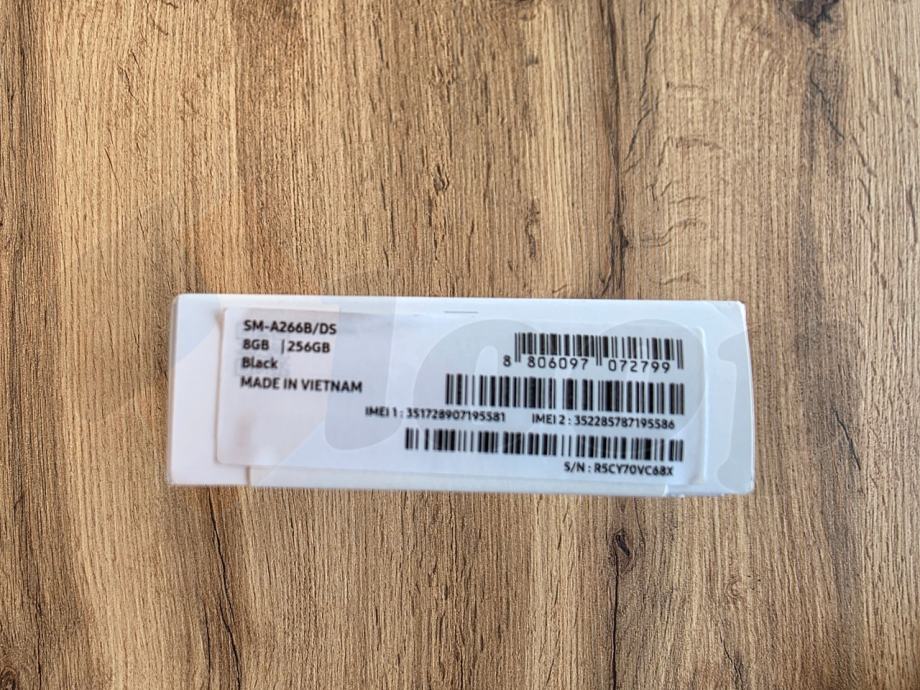 SM-A266B/DS
8GB | 256GB
Black
MADE IN VIETNAM
8 806097 072799
IMEI 1 : 351728907195581 IMEI 2 : 352285787195586
S/N : R5CY70VC68X